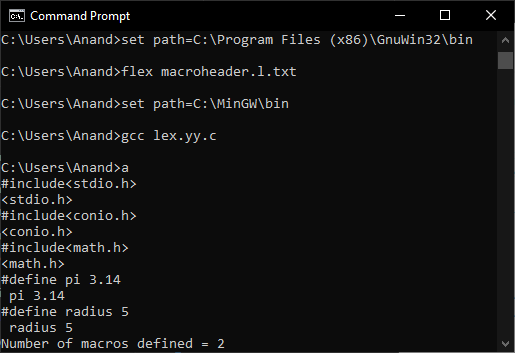 Command Prompt
C:\Users\Anand>set path=C:\Program Files (x86)\GnuWin32\bin
C:\Users\Anand>flex macroheader.l.txt
C:\Users\Anand>set path=C:\MinGW\bin
C:\Users\Anand>gcc lex.yy.c
C:\Users\Anand>a
#include<stdio.h>
<stdio.h>
#include<conio.h>
<conio.h>
#include<math.h>
<math.h>
#define pi 3.14
 pi 3.14
#define radius 5
 radius 5
Number of macros defined = 2